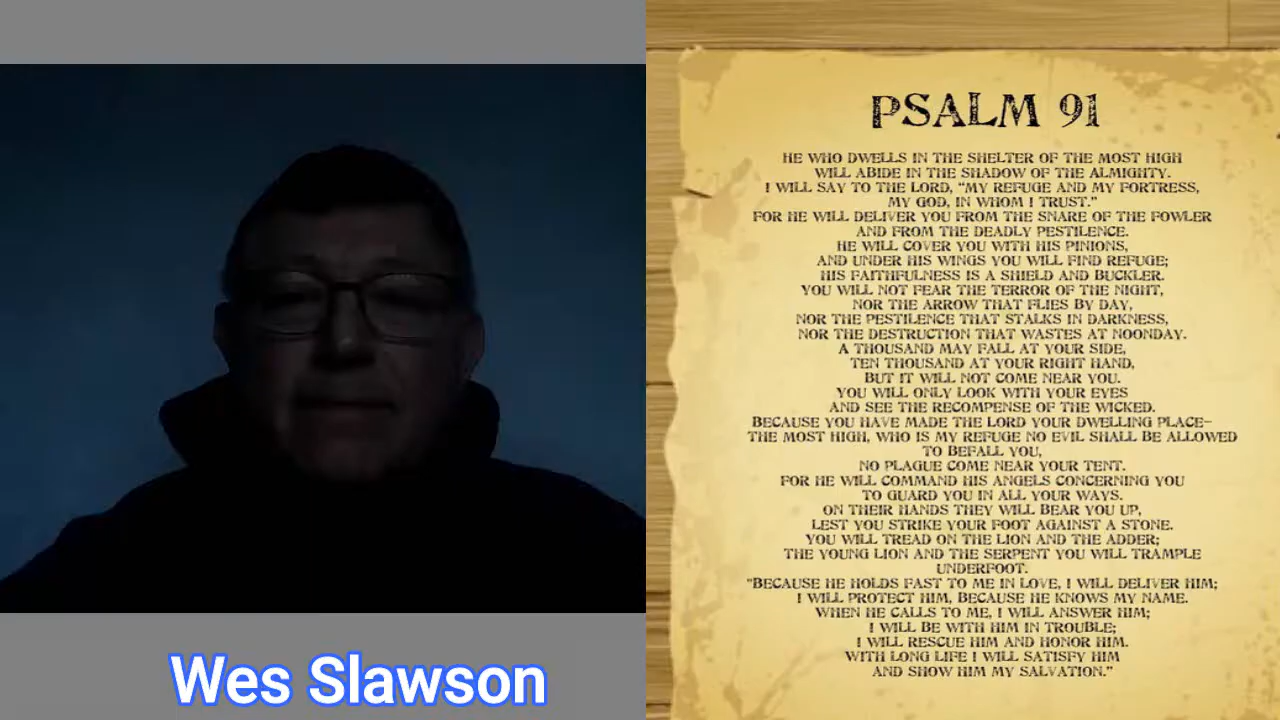 Wes Slawson
PSALM 91
HE WHO DWELLS IN THE SHELTER OF THE MOST HIGH
WILL ABIDE IN THE SHADOW OF THE ALMIGHTY.
I WILL SAY TO THE LORD, "MY REFUGE AND MY FORTRESS,
MY GOD, IN WHOM I TRUST."
FOR HE WILL DELIVER YOU FROM THE SNARE OF THE FOWLER
AND FROM THE DEADLY PESTILENCE.
HE WILL COVER YOU WITH HIS PINIONS,
AND UNDER HIS WINGS YOU WILL FIND REFUGE;
HIS FAITHFULNESS IS A SHIELD AND BUCKLER.
YOU WILL NOT FEAR THE TERROR OF THE NIGHT,
NOR THE ARROW THAT FLIES BY DAY,
NOR THE PESTILENCE THAT STALKS IN DARKNESS,
NOR THE DESTRUCTION THAT WASTES AT NOONDAY.
A THOUSAND MAY FALL AT YOUR SIDE,
TEN THOUSAND AT YOUR RIGHT HAND,
BUT IT WILL NOT COME NEAR YOU.
YOU WILL ONLY LOOK WITH YOUR EYES
AND SEE THE RECOMPENSE OF THE WICKED.
BECAUSE YOU HAVE MADE THE LORD YOUR DWELLING PLACE–
THE MOST HIGH, WHO IS MY REFUGE NO EVIL SHALL BE ALLOWED
TO BEFALL YOU,
NO PLAGUE COME NEAR YOUR TENT.
FOR HE WILL COMMAND HIS ANGELS CONCERNING YOU
TO GUARD YOU IN ALL YOUR WAYS.
ON THEIR HANDS THEY WILL BEAR YOU UP,
LEST YOU STRIKE YOUR FOOT AGAINST A STONE.
YOU WILL TREAD ON THE LION AND THE ADDER;
THE YOUNG LION AND THE SERPENT YOU WILL TRAMPLE
UNDERFOOT.
"BECAUSE HE HOLDS FAST TO ME IN LOVE, I WILL DELIVER HIM;
I WILL PROTECT HIM, BECAUSE HE KNOWS MY NAME.
WHEN HE CALLS TO ME, I WILL ANSWER HIM;
I WILL BE WITH HIM IN TROUBLE;
I WILL RESCUE HIM AND HONOR HIM.
WITH LONG LIFE I WILL SATISFY HIM
AND SHOW HIM MY SALVATION."